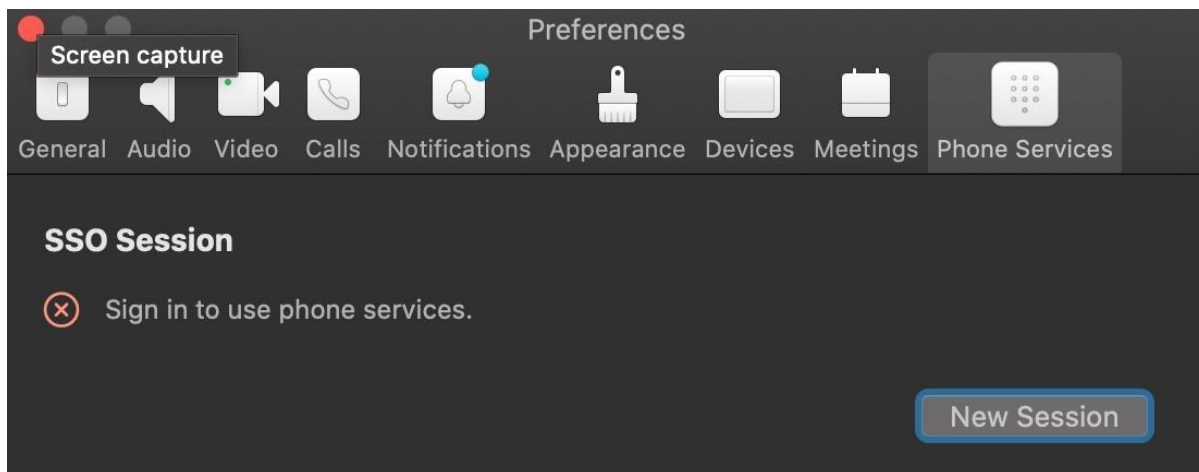 Preferences
Screen capture
General Audio Video Calls Notifications Appearance Devices Meetings Phone Services
SSO Session
Sign in to use phone services.
New Session